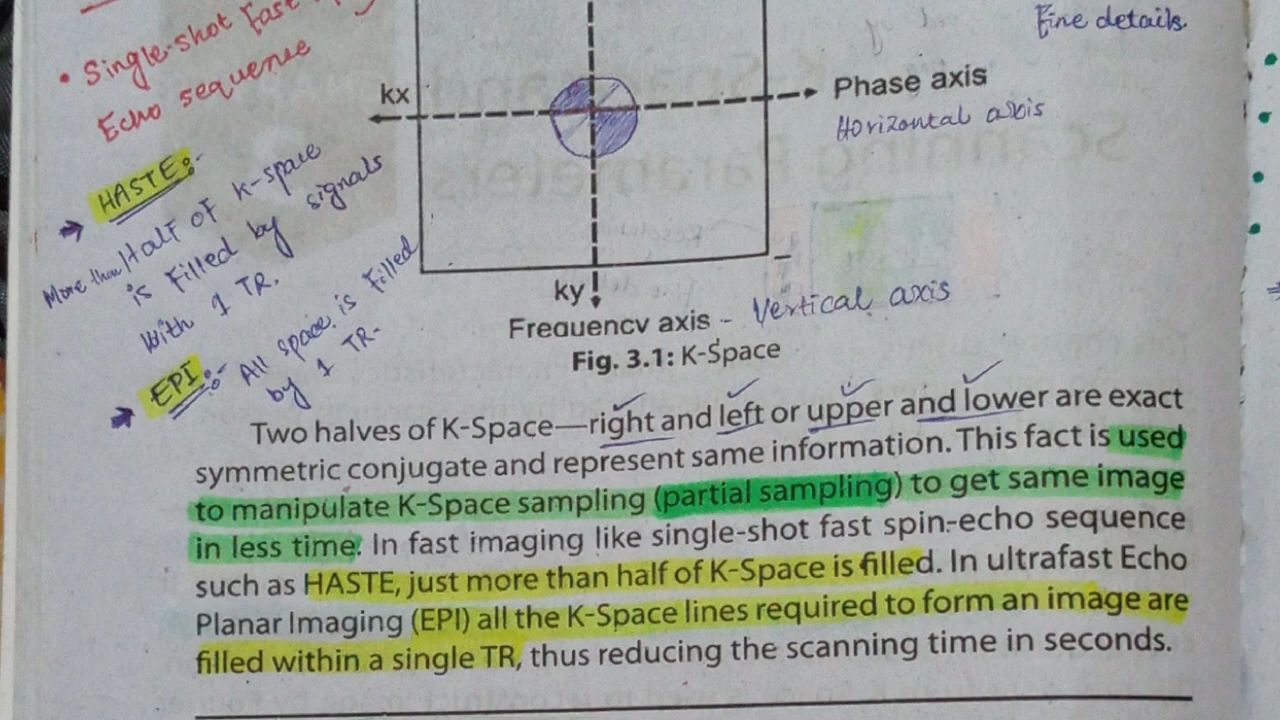 • Single-shot fast
Echo sequence
HASTE:-
More than Half of K-space
is Filled by signals
with 1 TR.
EPI:-
All space is filled
by 1 TR-
Fine details.
kx
Phase axis
Horizontal axis
ky
Frequency axis - Vertical axis
Fig. 3.1: K-Space
Two halves of K-Space—right and left or upper and lower are exact
symmetric conjugate and represent same information. This fact is used
to manipulate K-Space sampling (partial sampling) to get same image
in less time. In fast imaging like single-shot fast spin-echo sequence
such as HASTE, just more than half of K-Space is filled. In ultrafast Echo
Planar Imaging (EPI) all the K-Space lines required to form an image are
filled within a single TR, thus reducing the scanning time in seconds.